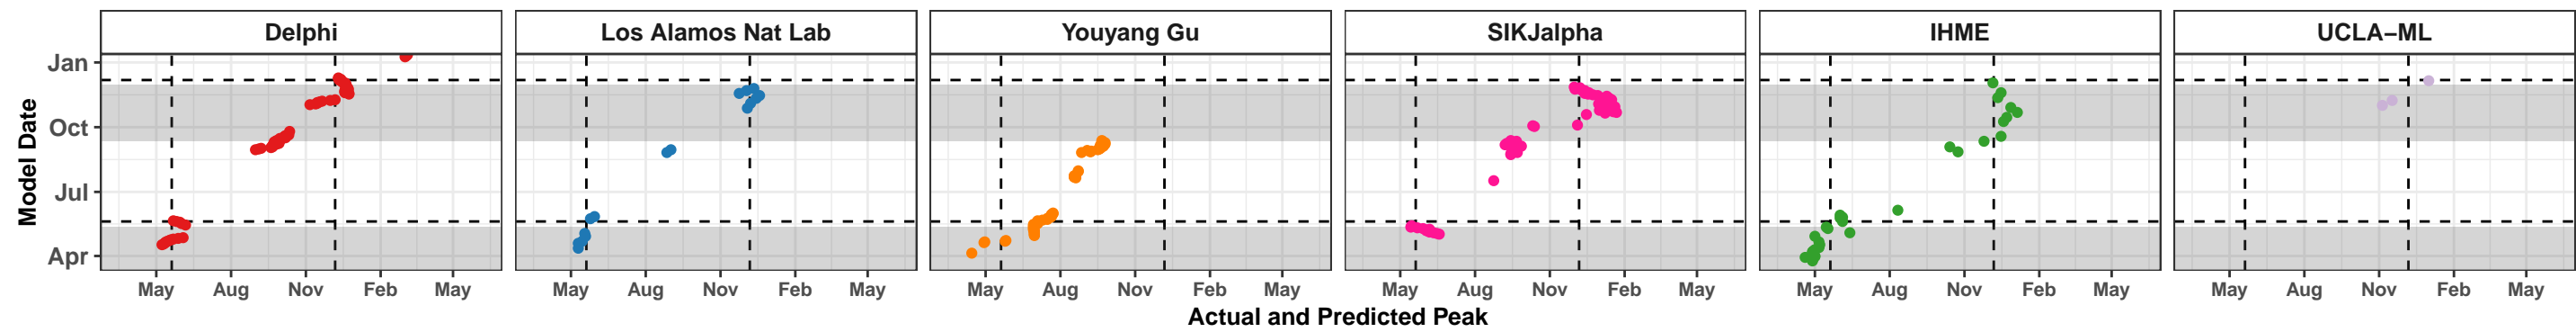 Delphi Los Alamos Nat Lab Youyang Gu SIKJalpha IHME UCLA−ML
Jan
Oct
Jul
Apr
Model Date
May Aug Nov Feb May May Aug Nov Feb May May Aug Nov Feb May May Aug Nov Feb May May Aug Nov Feb May May Aug Nov Feb May
Actual and Predicted Peak